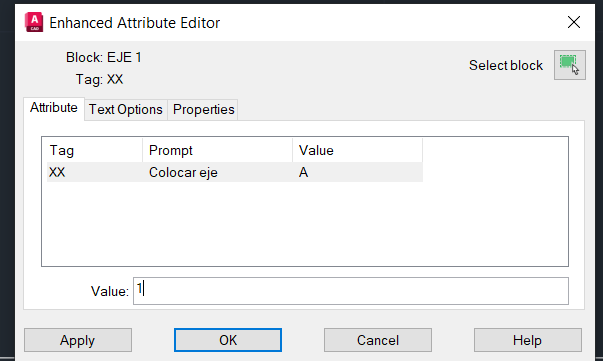 A
CAD
Enhanced Attribute Editor
Block: EJE 1
Tag: XX
Select block
Attribute Text Options Properties
Tag Prompt Value
XX Colocar eje A
Value: 1
Apply OK Cancel Help